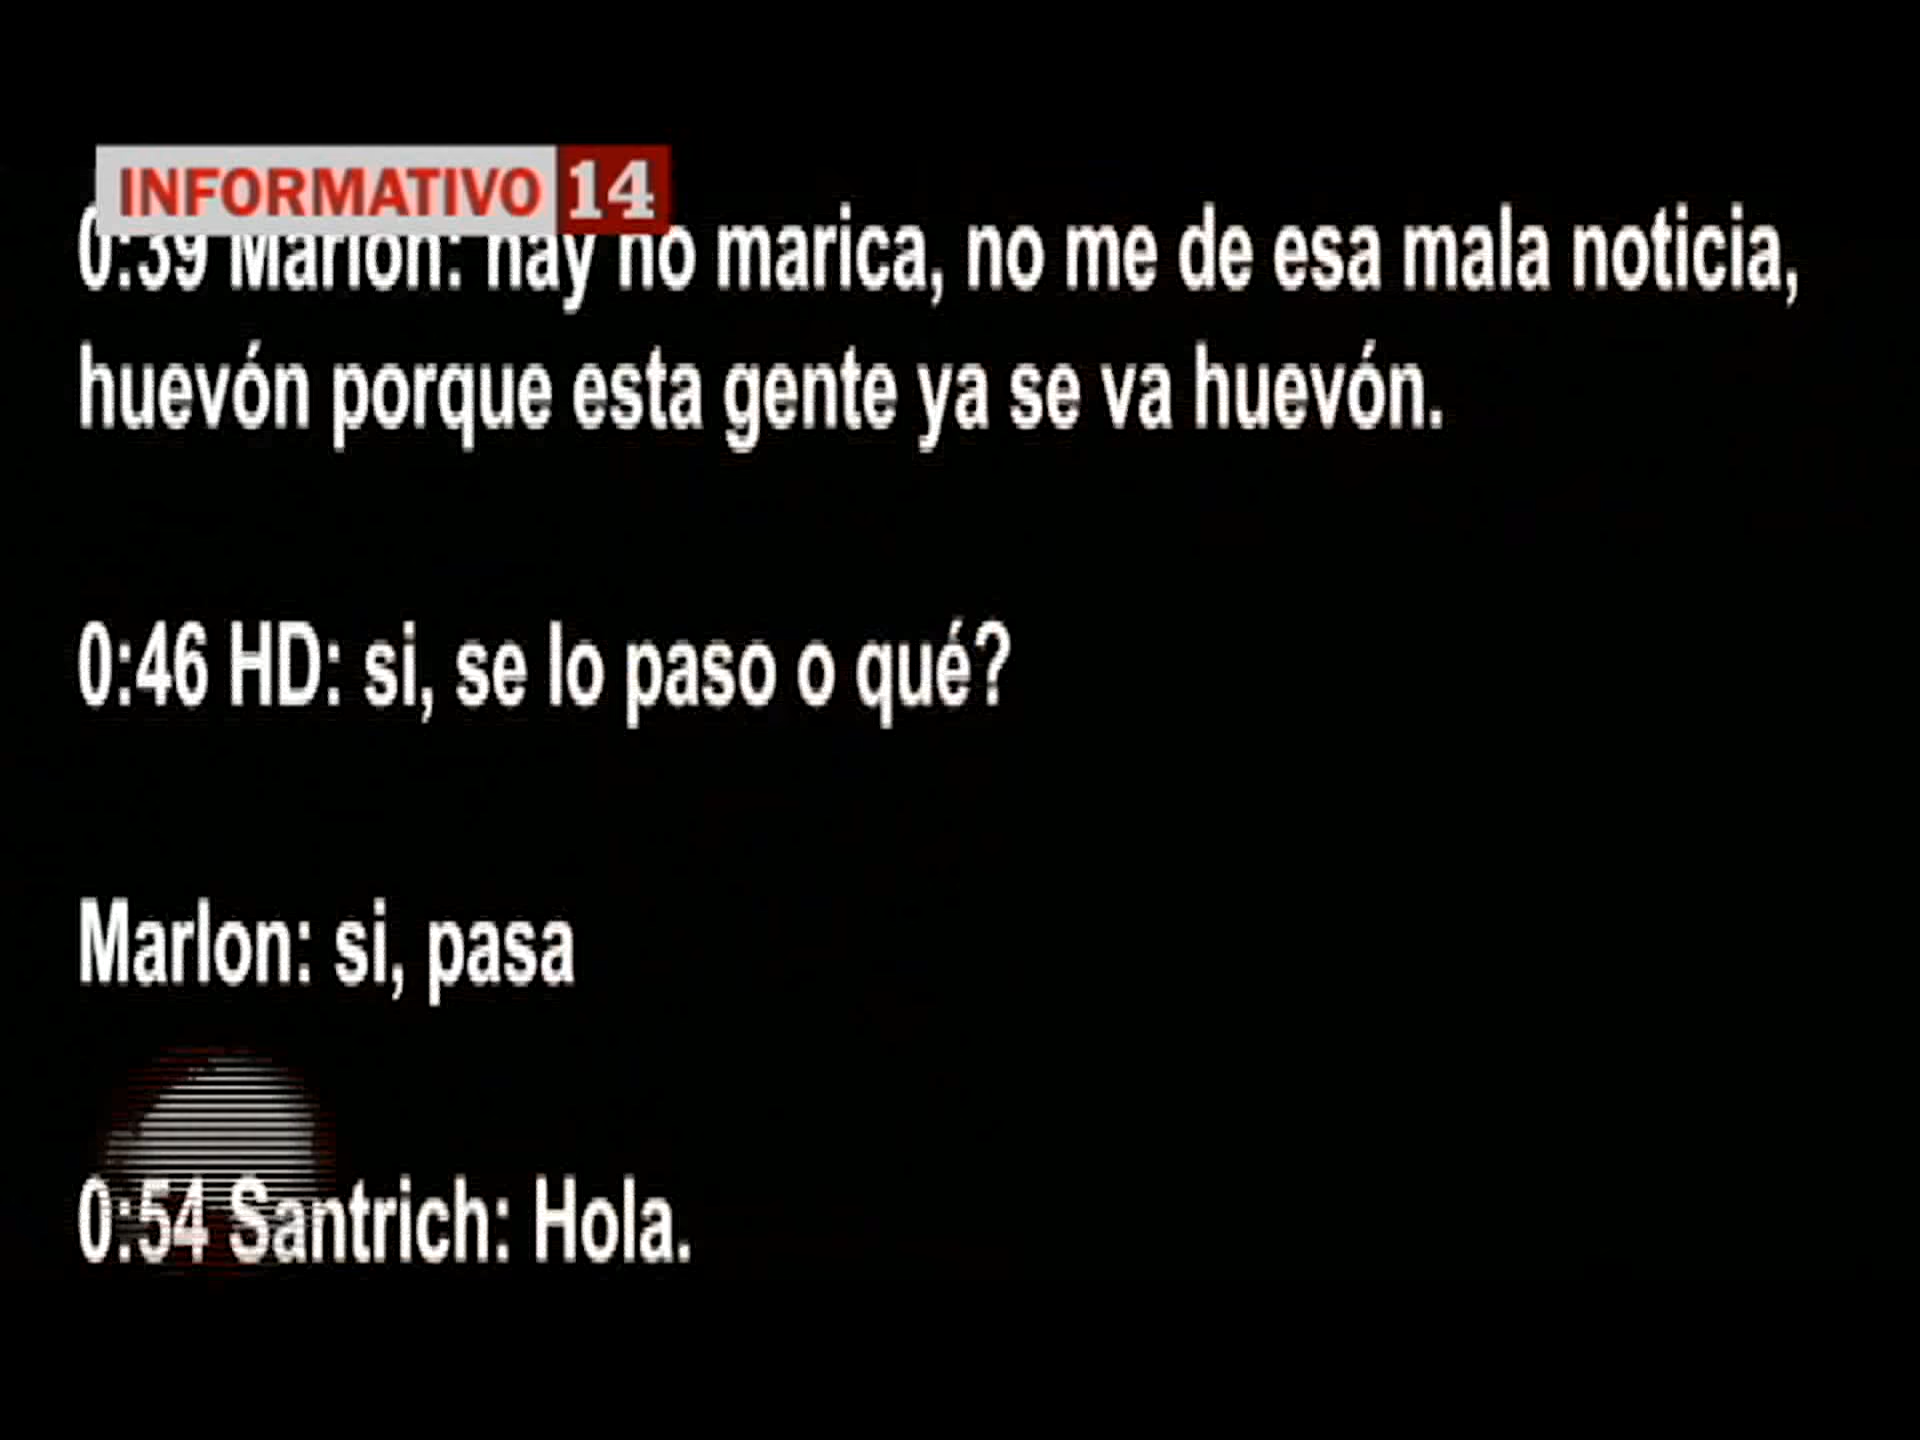 INFORMATIVO 14
0:39 Marlon: hay no marica, no me de esa mala noticia,
huevón porque esta gente ya se va huevón.
0:46 HD: si, se lo paso o qué?
Marlon: si, pasa
0:54 Santrich: Hola.